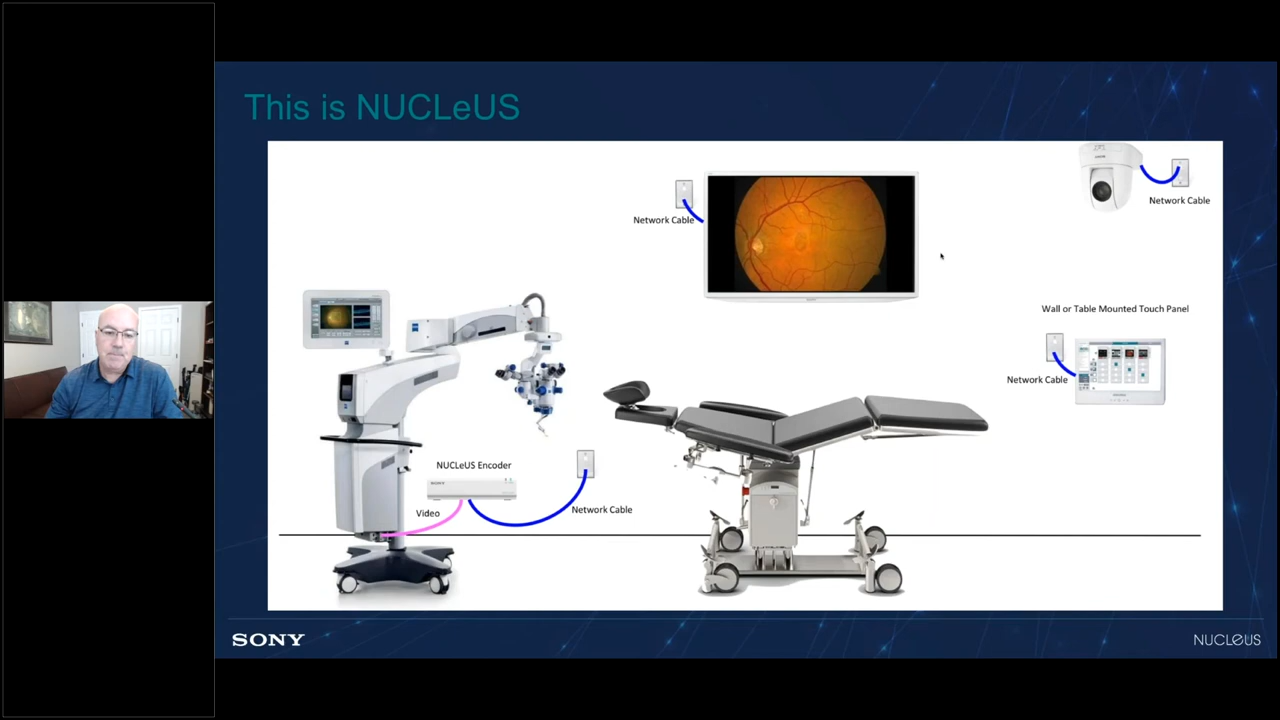 This is NUCLeUS
Network Cable
Network Cable
Wall or Table Mounted Touch Panel
Network Cable
NUCLeUS Encoder
SONY
Video
Network Cable
SONY
NUCLeUS